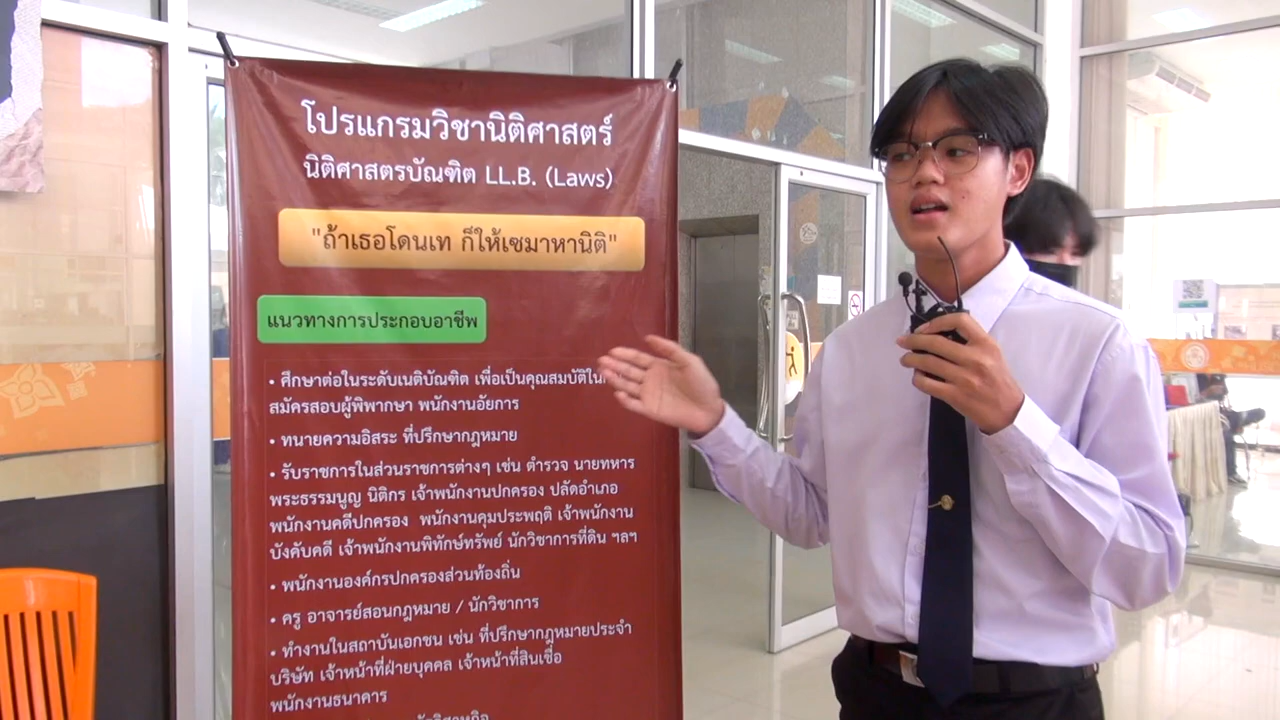 โปรแกรมวิชานิติศาสตร์
นิติศาสตรบัณฑิต LL.B. (Laws)
"ถ้าเธอโดนเท ก็ให้เซมาหานิติ"
แนวทางการประกอบอาชีพ
• ศึกษาต่อในระดับเนติบัณฑิต เพื่อเป็นคุณสมบัติใน
สมัครสอบผู้พิพากษา พนักงานอัยการ
• ทนายความอิสระ ที่ปรึกษากฎหมาย
• รับราชการในส่วนราชการต่างๆ เช่น ตำรวจ นายทหาร
พระธรรมนูญ นิติกร เจ้าพนักงานปกครอง ปลัดอำเภอ
พนักงานคดีปกครอง พนักงานคุมประพฤติ เจ้าพนักงาน
บังคับคดี เจ้าพนักงานพิทักษ์ทรัพย์ นักวิชาการที่ดิน ฯลฯ
• พนักงานองค์กรปกครองส่วนท้องถิ่น
• ครู อาจารย์สอนกฎหมาย / นักวิชาการ
• ทำงานในสถาบันเอกชน เช่น ที่ปรึกษากฎหมายประจำ
บริษัท เจ้าหน้าที่ฝ่ายบุคคล เจ้าหน้าที่สินเชื่อ
พนักงานธนาคาร